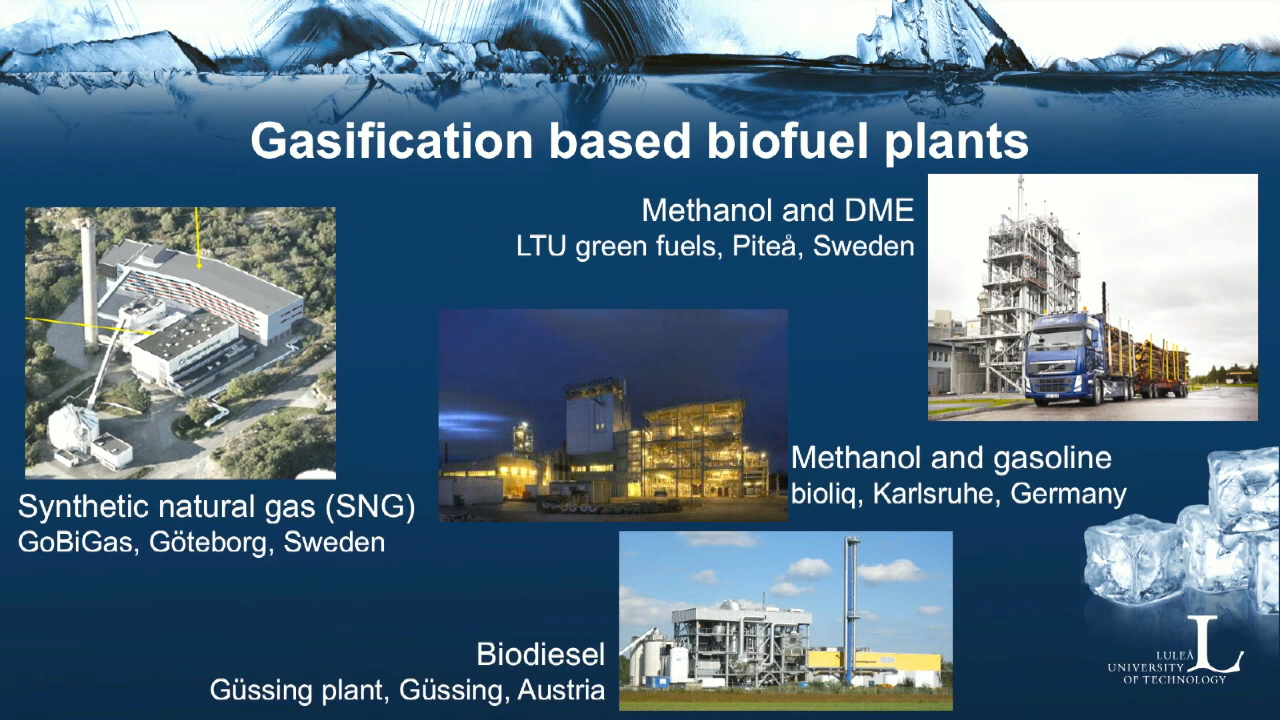 Gasification based biofuel plants
Methanol and DME
LTU green fuels, Piteå, Sweden
Synthetic natural gas (SNG)
GoBiGas, Göteborg, Sweden
Methanol and gasoline
bioliq, Karlsruhe, Germany
Biodiesel
Güssing plant, Güssing, Austria
LULEÅ
UNIVERSITY
OF TECHNOLOGY
L